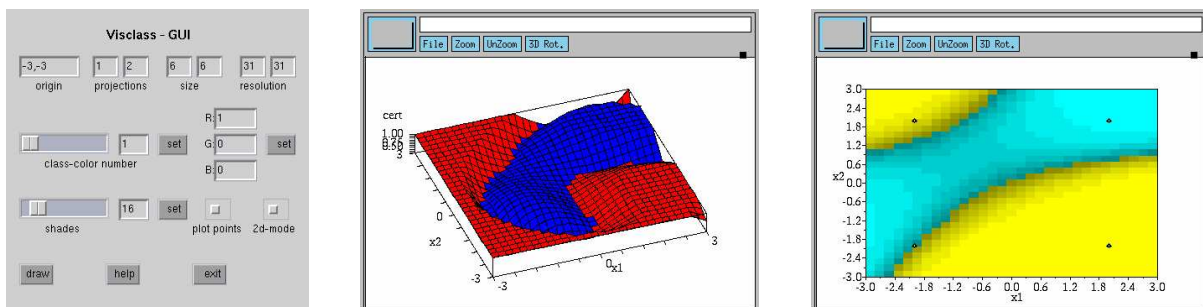 Visclass - GUI
-3,-3 1 2 6 6 31 31
origin projections size resolution
R: 1
1 set G: 0 set
class-color number
B: 0
16 set
shades plot points 2d-mode
draw help exit
File Zoom UnZoom 3D Rot.
cert
1.00
3
0
x2
-3
-3
0
x1
3
File Zoom UnZoom 3D Rot.
3.0
2.4
1.8
1.2
0.6
x2
0.0
-0.6
-1.2
-1.8
-2.4
-3.0
-3.0 -2.4 -1.8 -1.2 -0.6 0.0 0.6 1.2 1.8 2.4 3.0
x1